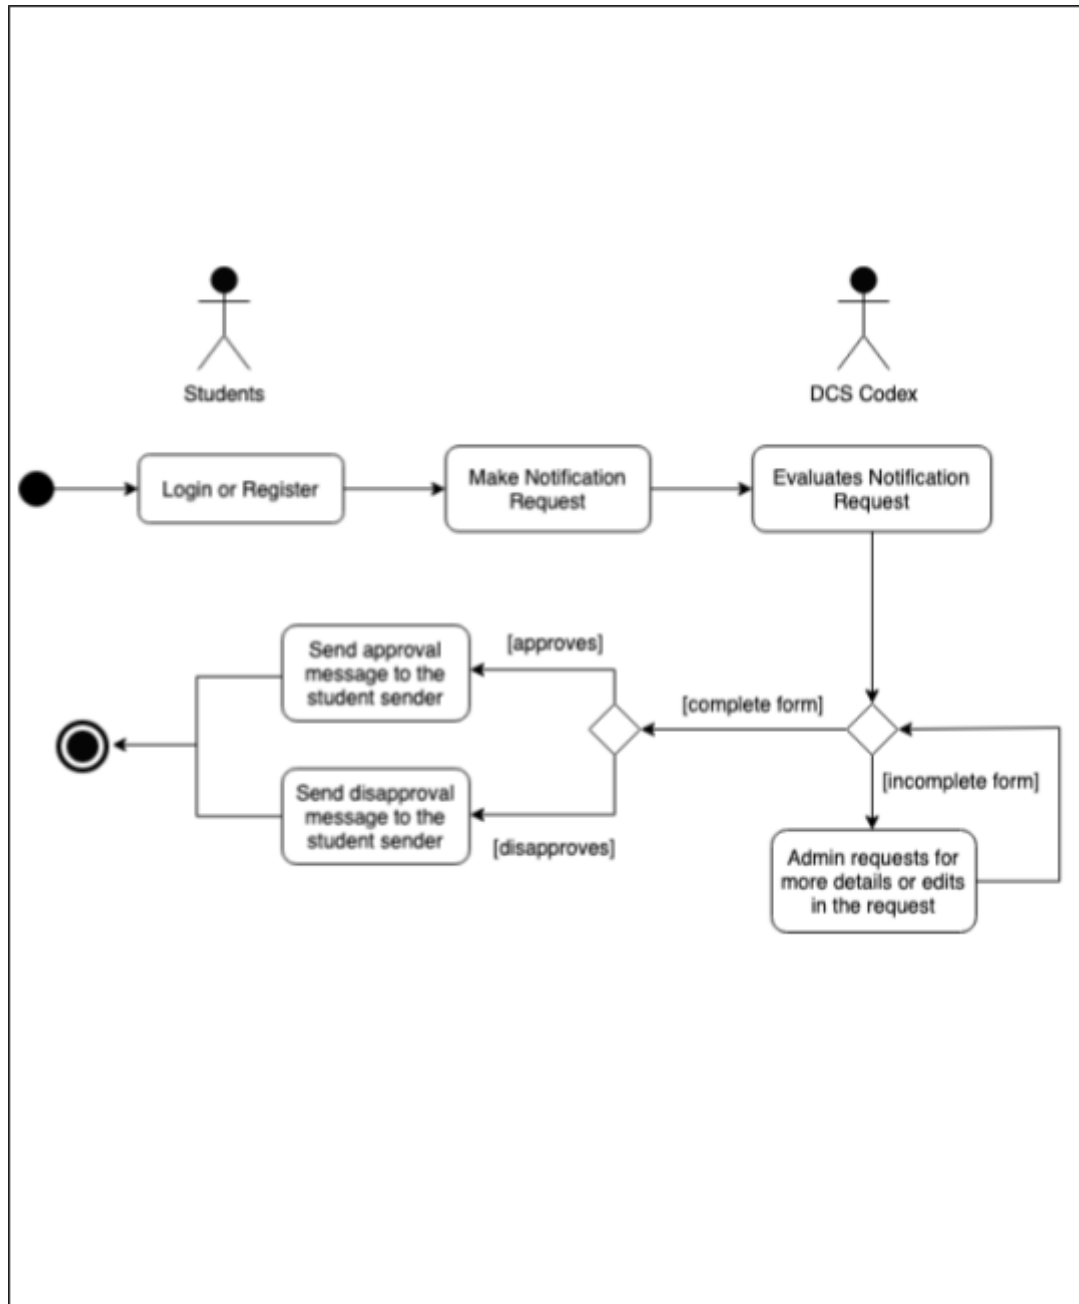 Students
DCS Codex
Login or Register
Make Notification
Request
Evaluates Notification
Request
Send approval
message to the
student sender
[approves]
[complete form]
[incomplete form]
Send disapproval
message to the
student sender
[disapproves]
Admin requests for
more details or edits
in the request